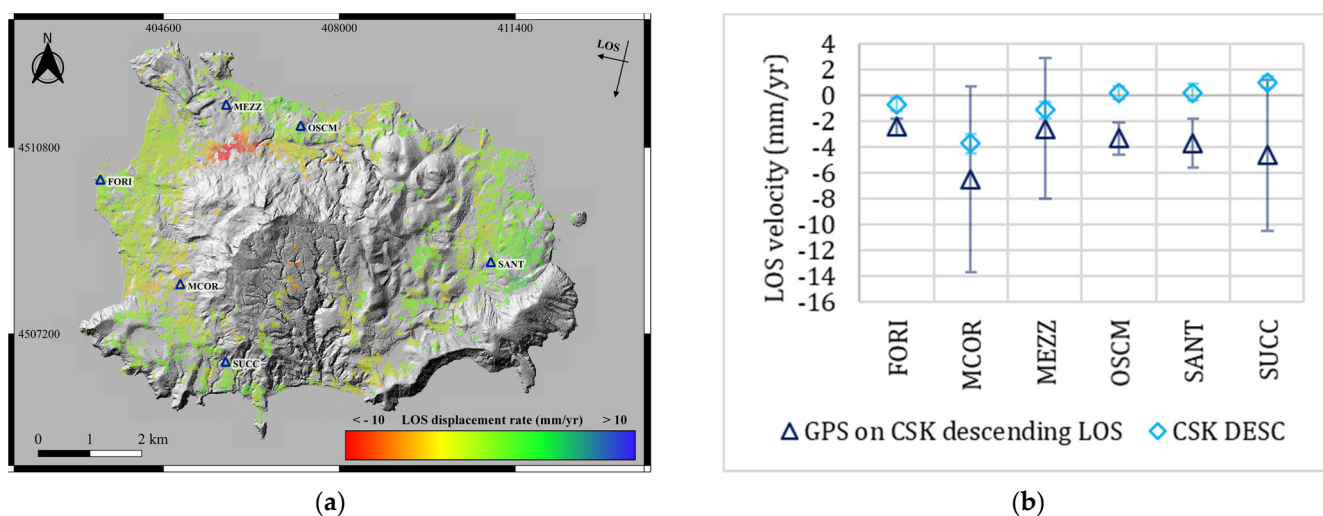 404600 408000 411400
N
LOS
MEZZ
OSCM
4510800
FORI
SANT
MCOR
4507200
SUCC
< - 10 LOS displacement rate (mm/yr) > 10
0 1 2 km
(a)
LOS velocity (mm/yr)
4
2
0
-2
-4
-6
-8
-10
-12
-14
-16
FORI
MCOR
MEZZ
OSCM
SANT
SUCC
GPS on CSK descending LOS CSK DESC
(b)